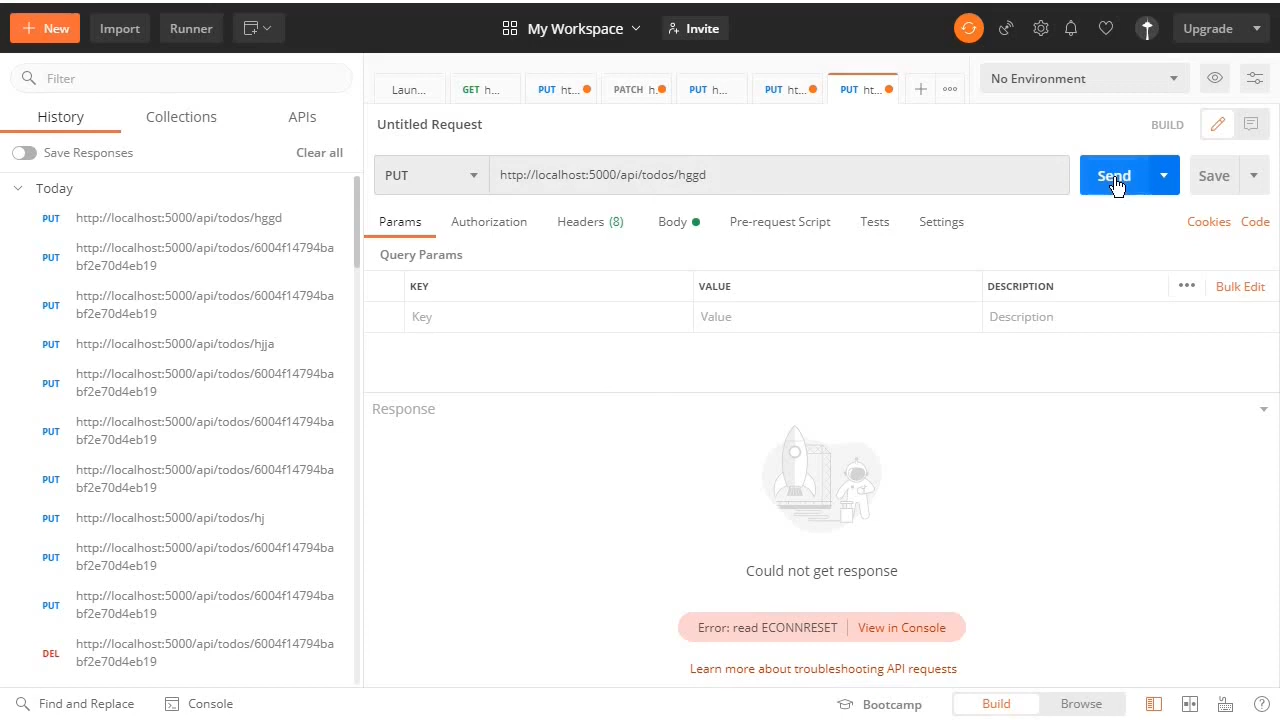 New
Import
Runner
My Workspace
Invite
Upgrade
Filter
History
Collections
APIs
Save Responses
Clear all
Today
PUT http://localhost:5000/api/todos/hggd
PUT http://localhost:5000/api/todos/6004f14794ba
bf2e70d4eb19
PUT http://localhost:5000/api/todos/6004f14794ba
bf2e70d4eb19
PUT http://localhost:5000/api/todos/hjja
PUT http://localhost:5000/api/todos/6004f14794ba
bf2e70d4eb19
PUT http://localhost:5000/api/todos/6004f14794ba
bf2e70d4eb19
PUT http://localhost:5000/api/todos/6004f14794ba
bf2e70d4eb19
PUT http://localhost:5000/api/todos/hj
PUT http://localhost:5000/api/todos/6004f14794ba
bf2e70d4eb19
PUT http://localhost:5000/api/todos/6004f14794ba
bf2e70d4eb19
DEL http://localhost:5000/api/todos/6004f14794ba
bf2e70d4eb19
Laun...
GET h...
PUT ht...
PATCH h...
PUT h...
PUT ht...
PUT ht...
No Environment
Untitled Request
BUILD
PUT
http://localhost:5000/api/todos/hggd
Send
Save
Params
Authorization
Headers (8)
Body
Pre-request Script
Tests
Settings
Cookies
Code
Query Params
KEY
VALUE
DESCRIPTION
Bulk Edit
Key
Value
Description
Response
Could not get response
Error: read ECONNRESET
View in Console
Learn more about troubleshooting API requests
Find and Replace
Console
Bootcamp
Build
Browse